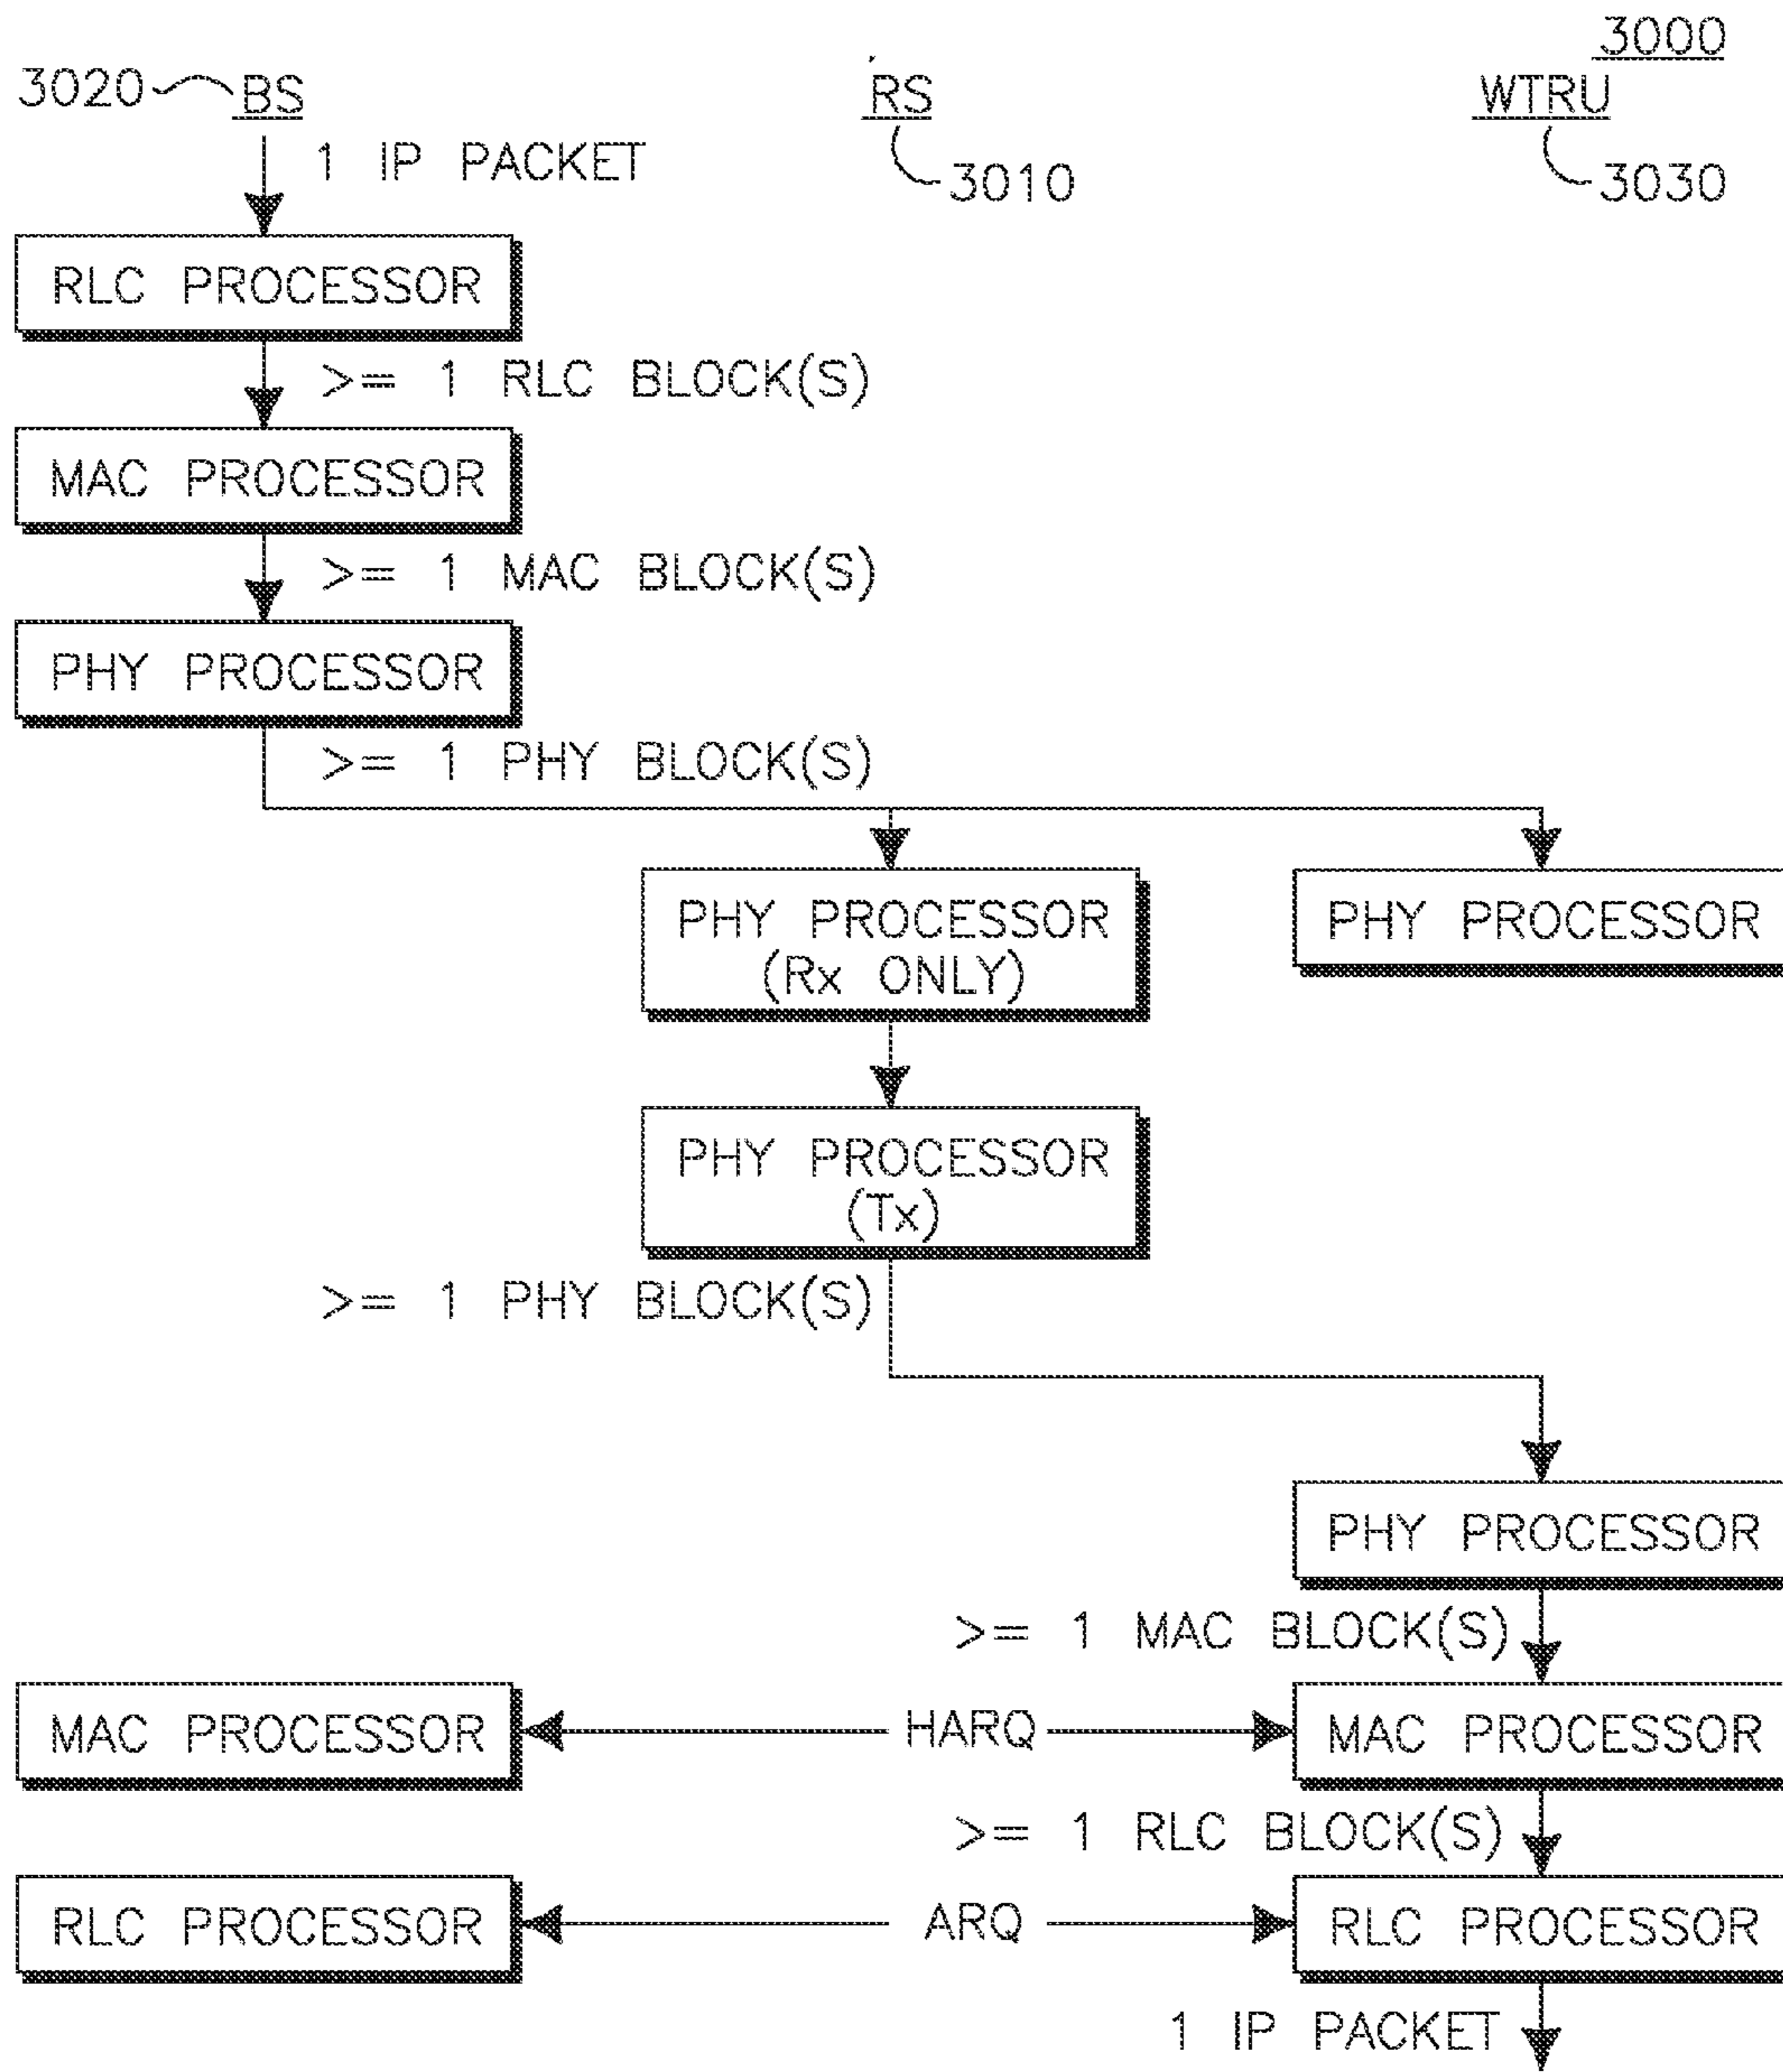 3000
3020 BS RS WTRU
1 IP PACKET 3010 3030
RLC PROCESSOR
>= 1 RLC BLOCK(S)
MAC PROCESSOR
>= 1 MAC BLOCK(S)
PHY PROCESSOR
>= 1 PHY BLOCK(S)
PHY PROCESSOR
(Rx ONLY)
PHY PROCESSOR
PHY PROCESSOR
(Tx)
>= 1 PHY BLOCK(S)
PHY PROCESSOR
>= 1 MAC BLOCK(S)
MAC PROCESSOR HARQ MAC PROCESSOR
>= 1 RLC BLOCK(S)
RLC PROCESSOR ARQ RLC PROCESSOR
1 IP PACKET